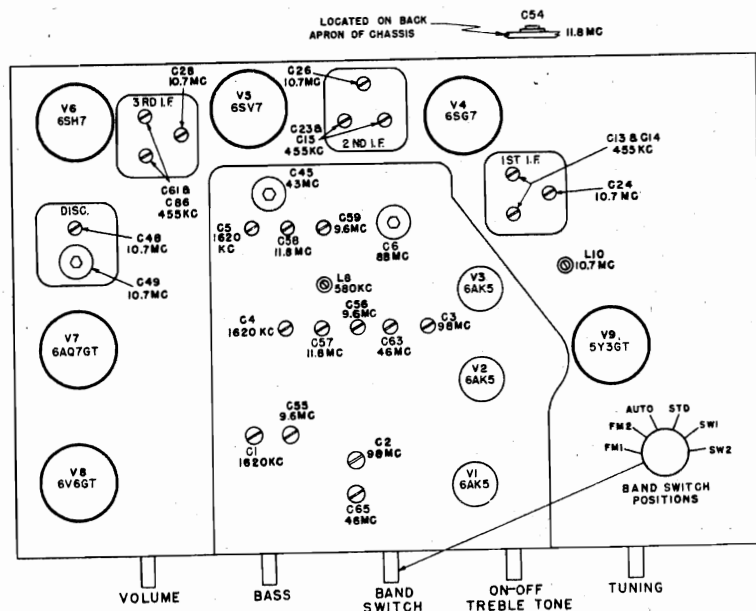 LOCATED ON BACK
APRON OF CHASSIS
C54
11.8MC
V6
6SH7
3RD I.F.
C28
10.7MC
C61 &
C86
455KC
V5
6SV7
C26
10.7MC
C23 &
C15
455KC
2ND I.F.
V4
6SG7
1ST I.F.
C13 & C14
455KC
C24
10.7MC
DISC.
C48
10.7MC
C49
10.7MC
C45
43MC
C5
1620
KC
C58
11.8MC
C59
9.6MC
C6
88MC
L8
580KC
V3
6AK5
L10
10.7MC
C4
1620KC
C57
11.8MC
C56
9.6MC
C63
46MC
C3
98MC
V7
6AQ7GT
V2
6AK5
V9
5Y3GT
C55
9.6MC
C1
1620KC
C2
98MC
C65
46MC
V8
6V6GT
V1
6AK5
FM1
FM2
AUTO
STD
SW1
SW2
BAND SWITCH
POSITIONS
VOLUME
BASS
BAND
SWITCH
ON-OFF
TREBLE TONE
TUNING